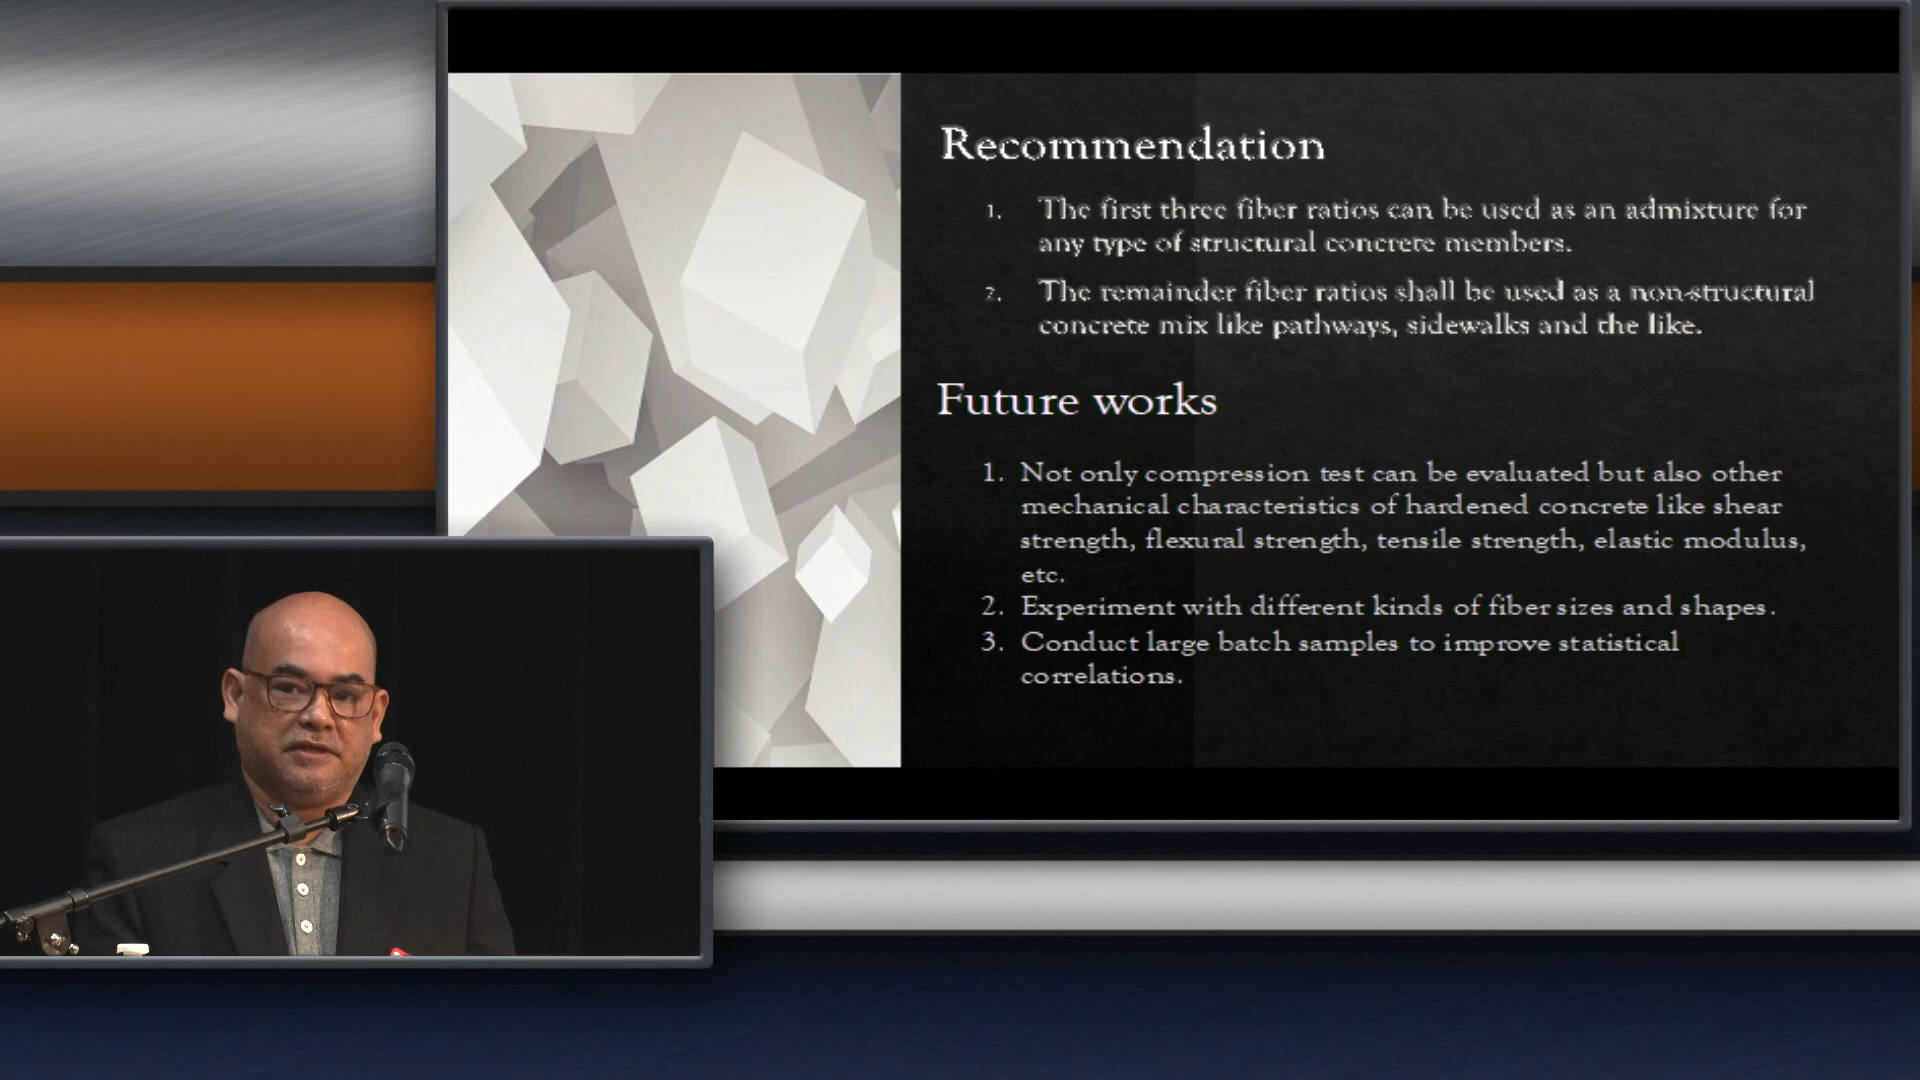 Recommendation
1. The first three fiber ratios can be used as an admixture for
any type of structural concrete members.
2. The remainder fiber ratios shall be used as a non-structural
concrete mix like pathways, sidewalks and the like.
Future works
1. Not only compression test can be evaluated but also other
mechanical characteristics of hardened concrete like shear
strength, flexural strength, tensile strength, elastic modulus,
etc.
2. Experiment with different kinds of fiber sizes and shapes.
3. Conduct large batch samples to improve statistical
correlations.